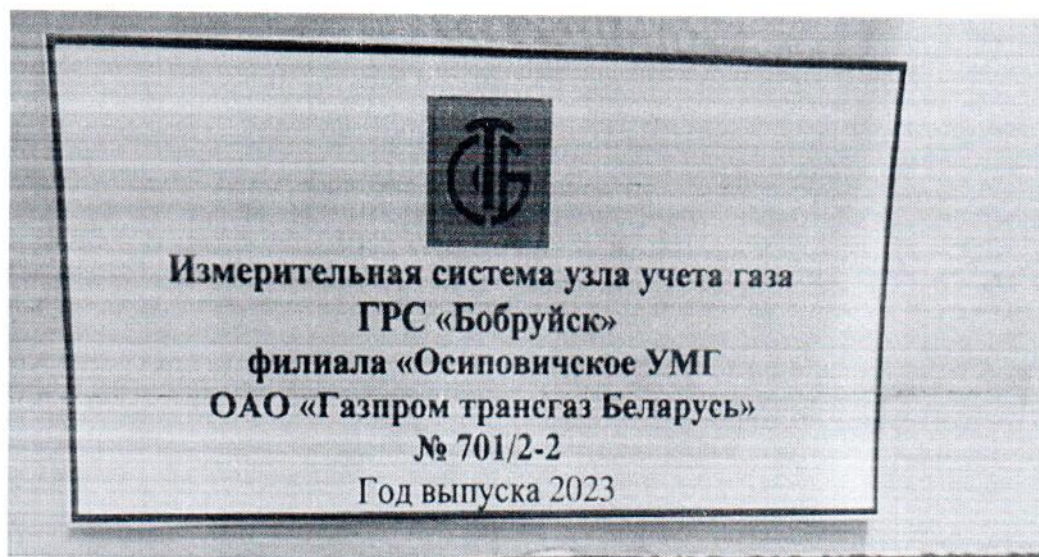 Измерительная система узла учета газа
ГРС «Бобруйск»
филиала «Осиповичское УМГ
ОАО «Газпром трансгаз Беларусь»
№ 701/2-2
Год выпуска 2023